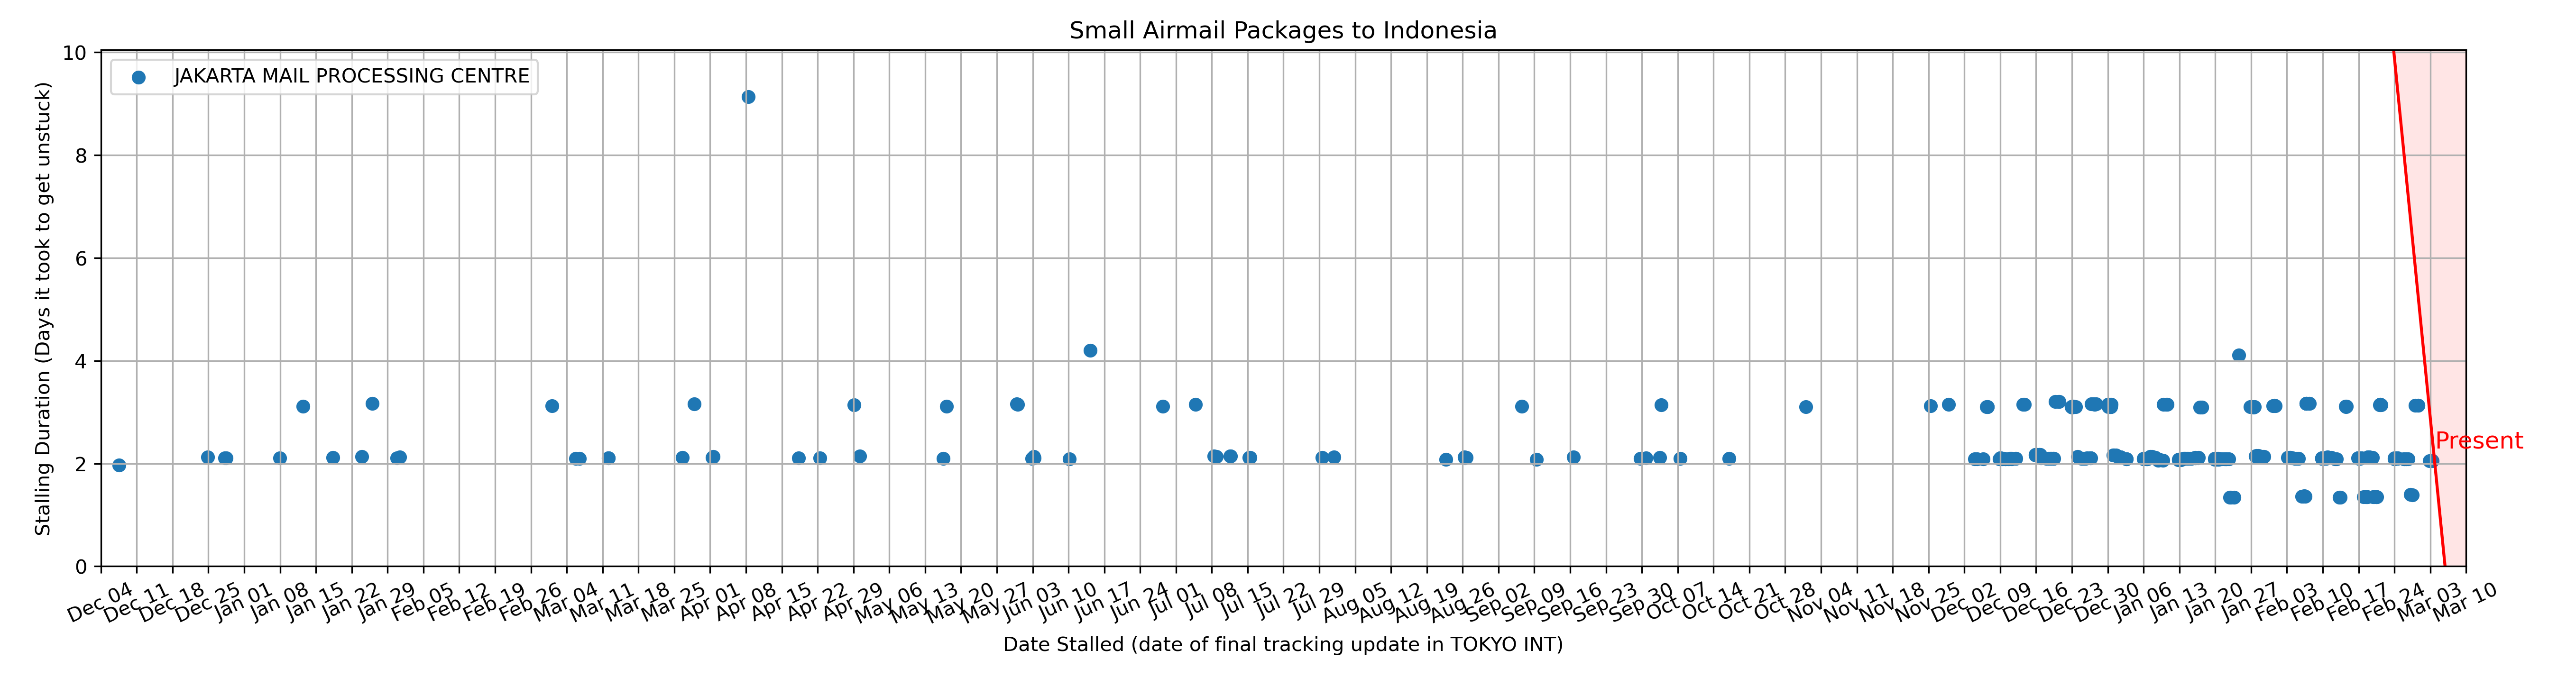 Small Airmail Packages to Indonesia
JAKARTA MAIL PROCESSING CENTRE
Stalling Duration (Days it took to get unstuck)
10
8
6
4
2
0
Present
Dec 04 Dec 11 Dec 18 Dec 25 Jan 01 Jan 08 Jan 15 Jan 22 Jan 29 Feb 05 Feb 12 Feb 19 Feb 26 Mar 04 Mar 11 Mar 18 Mar 25 Apr 01 Apr 08 Apr 15 Apr 22 Apr 29 May 06 May 13 May 20 May 27 Jun 03 Jun 10 Jun 17 Jun 24 Jul 01 Jul 08 Jul 15 Jul 22 Jul 29 Aug 05 Aug 12 Aug 19 Aug 26 Sep 02 Sep 09 Sep 16 Sep 23 Sep 30 Oct 07 Oct 14 Oct 21 Oct 28 Nov 04 Nov 11 Nov 18 Nov 25 Dec 02 Dec 09 Dec 16 Dec 23 Dec 30 Jan 06 Jan 13 Jan 20 Jan 27 Feb 03 Feb 10 Feb 17 Feb 24 Mar 03 Mar 10
Date Stalled (date of final tracking update in TOKYO INT)